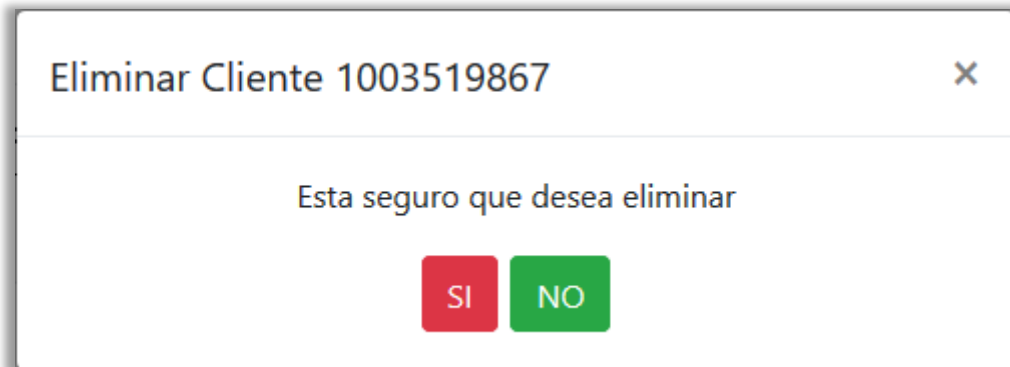 Eliminar Cliente 1003519867 ×
Esta seguro que desea eliminar
SI NO